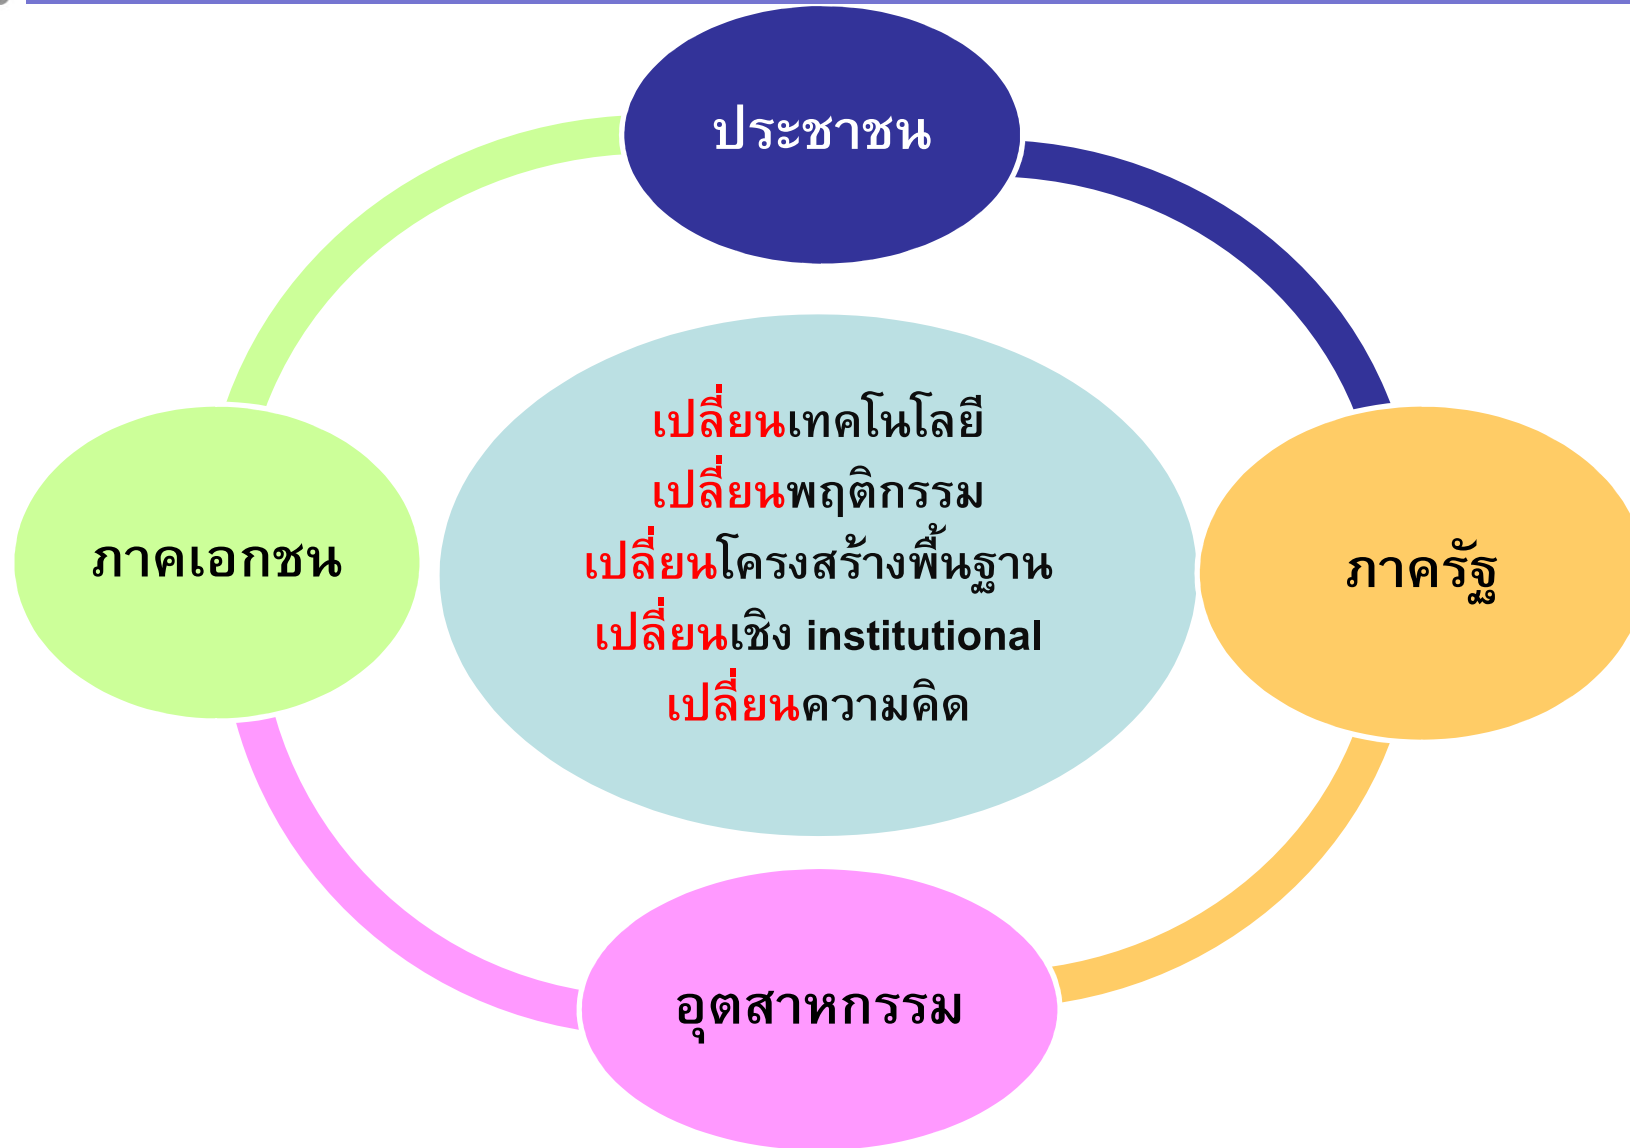 ประชาชน
เปลี่ยนเทคโนโลยี
เปลี่ยนพฤติกรรม
เปลี่ยนโครงสร้างพื้นฐาน
เปลี่ยนเชิง institutional
เปลี่ยนความคิด
ภาคเอกชน
ภาครัฐ
อุตสาหกรรม